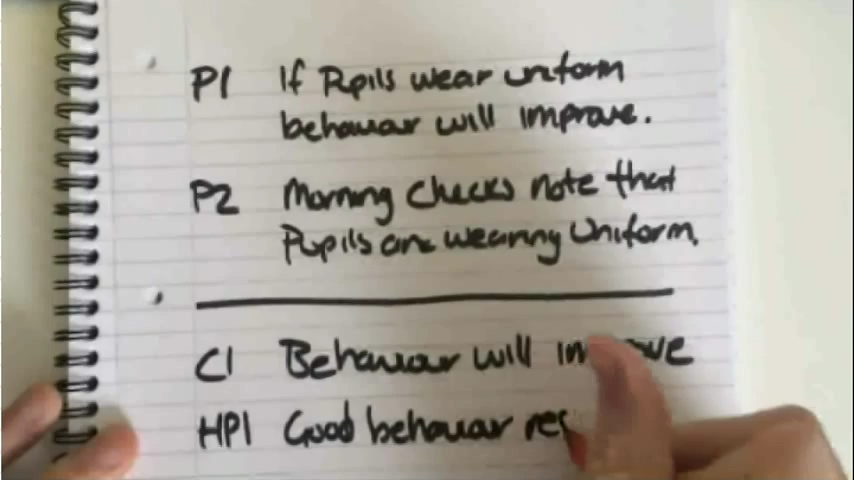 P1 If Pupils wear uniform
behaviour will improve.
P2 Morning checks note that
Pupils are wearing uniform.
C1 Behaviour will
HP1 Good behaviour